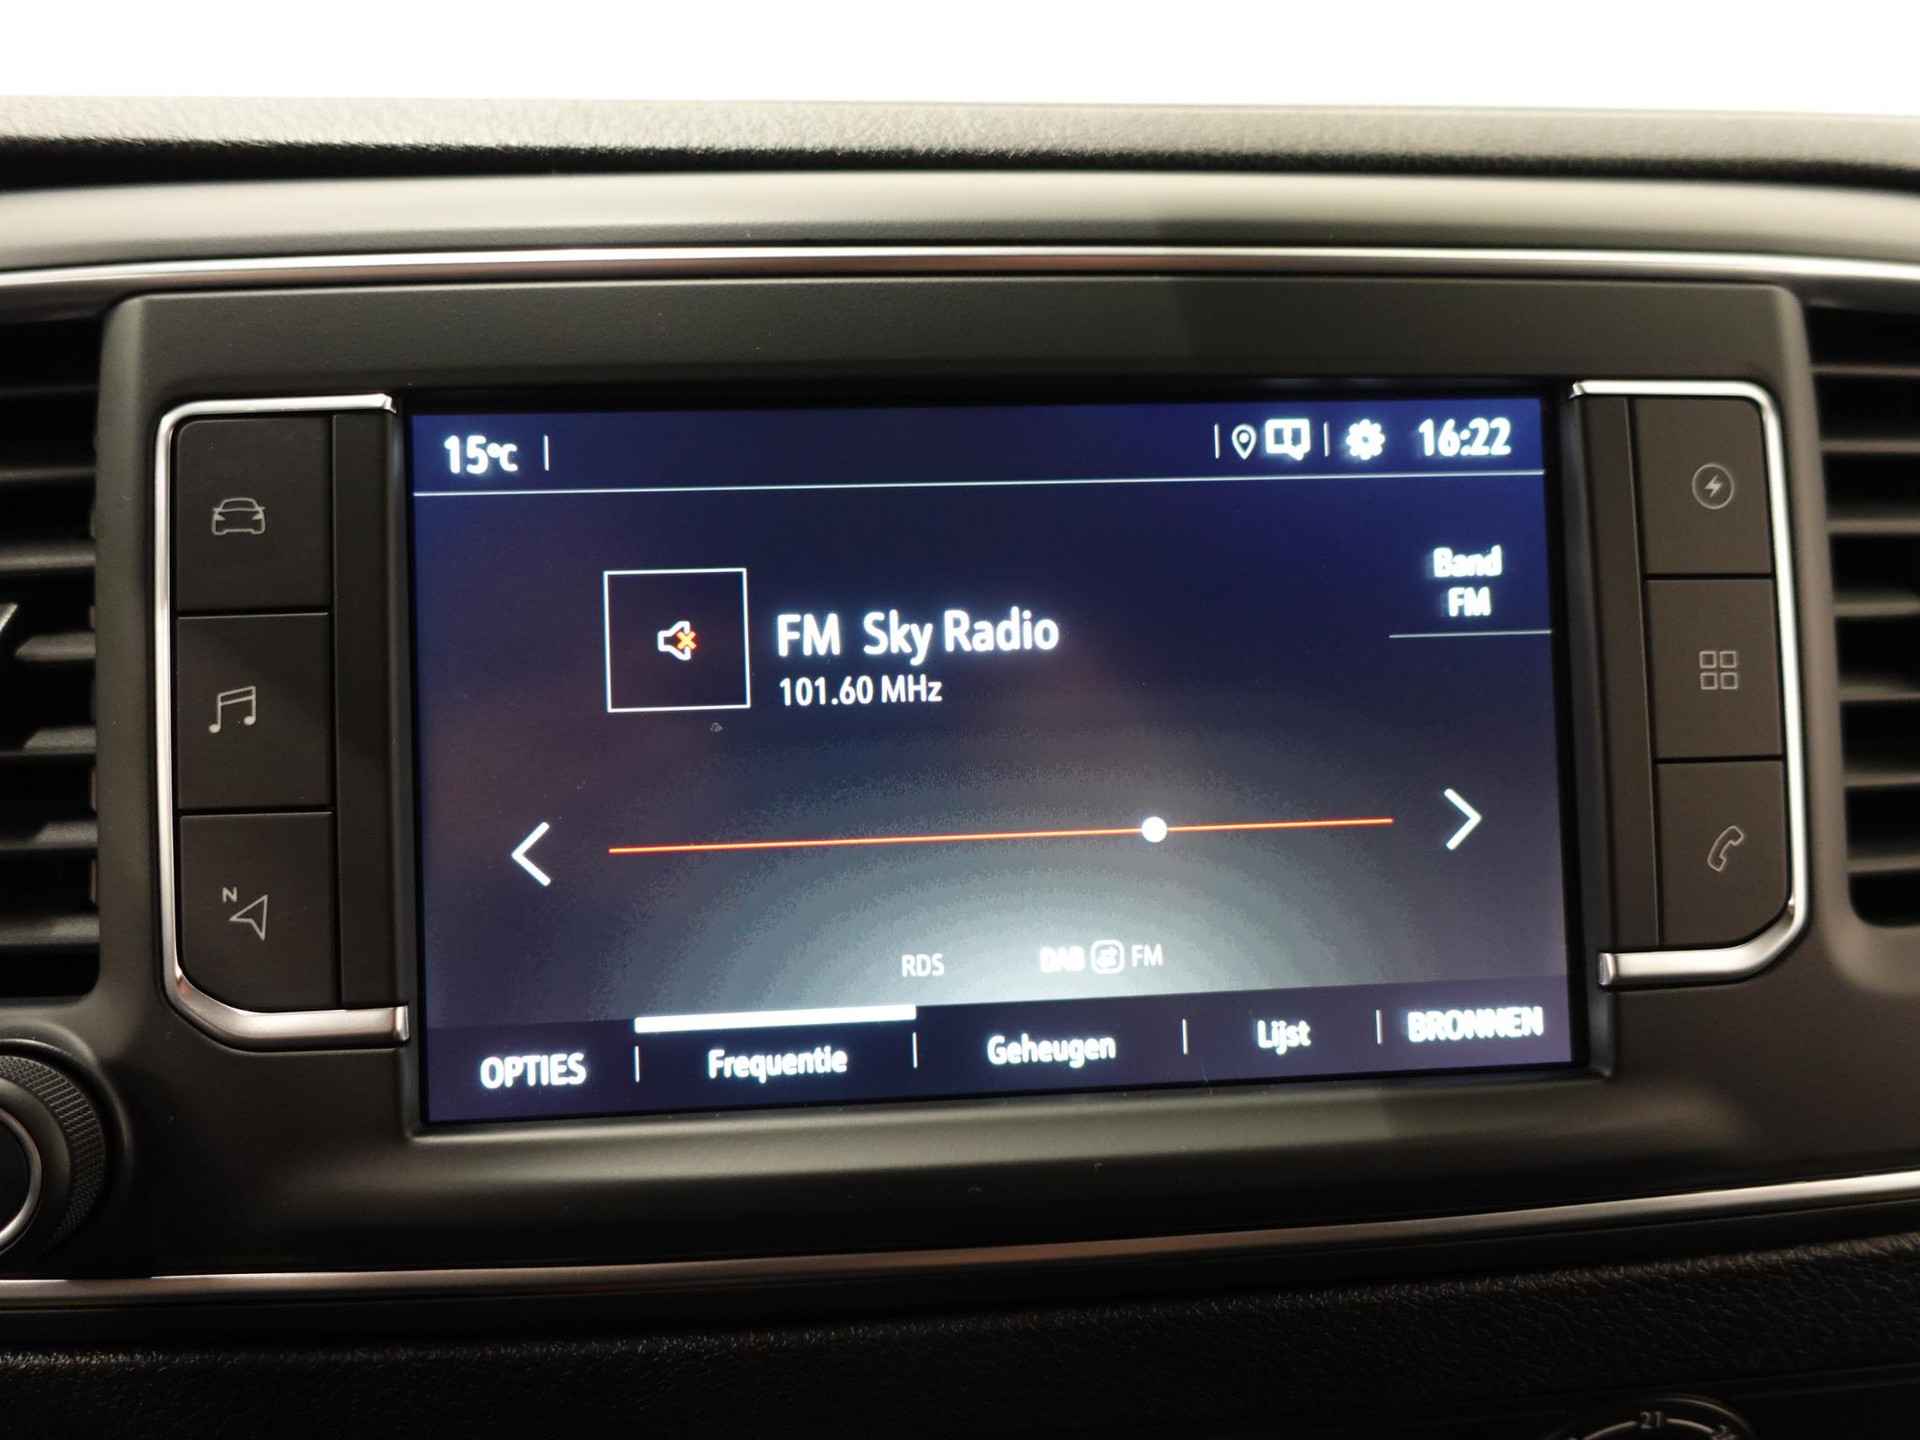 15°C
16:22
Band
FM
FM Sky Radio
101.60 MHz
N
RDS
DAB FM
OPTIES
Frequentie
Geheugen
Lijst
BRONNEN
21